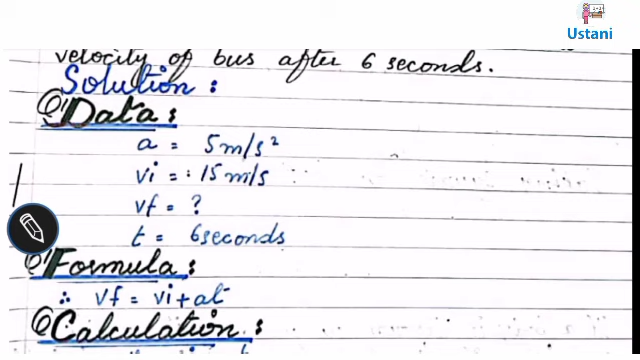 Ustani
velocity of bus after 6 seconds.
Solution :
Data :
a = 5m/s²
vi = 15m/s
vf = ?
t = 6seconds
Formula :
∴ vf = vi + at
Calculation :